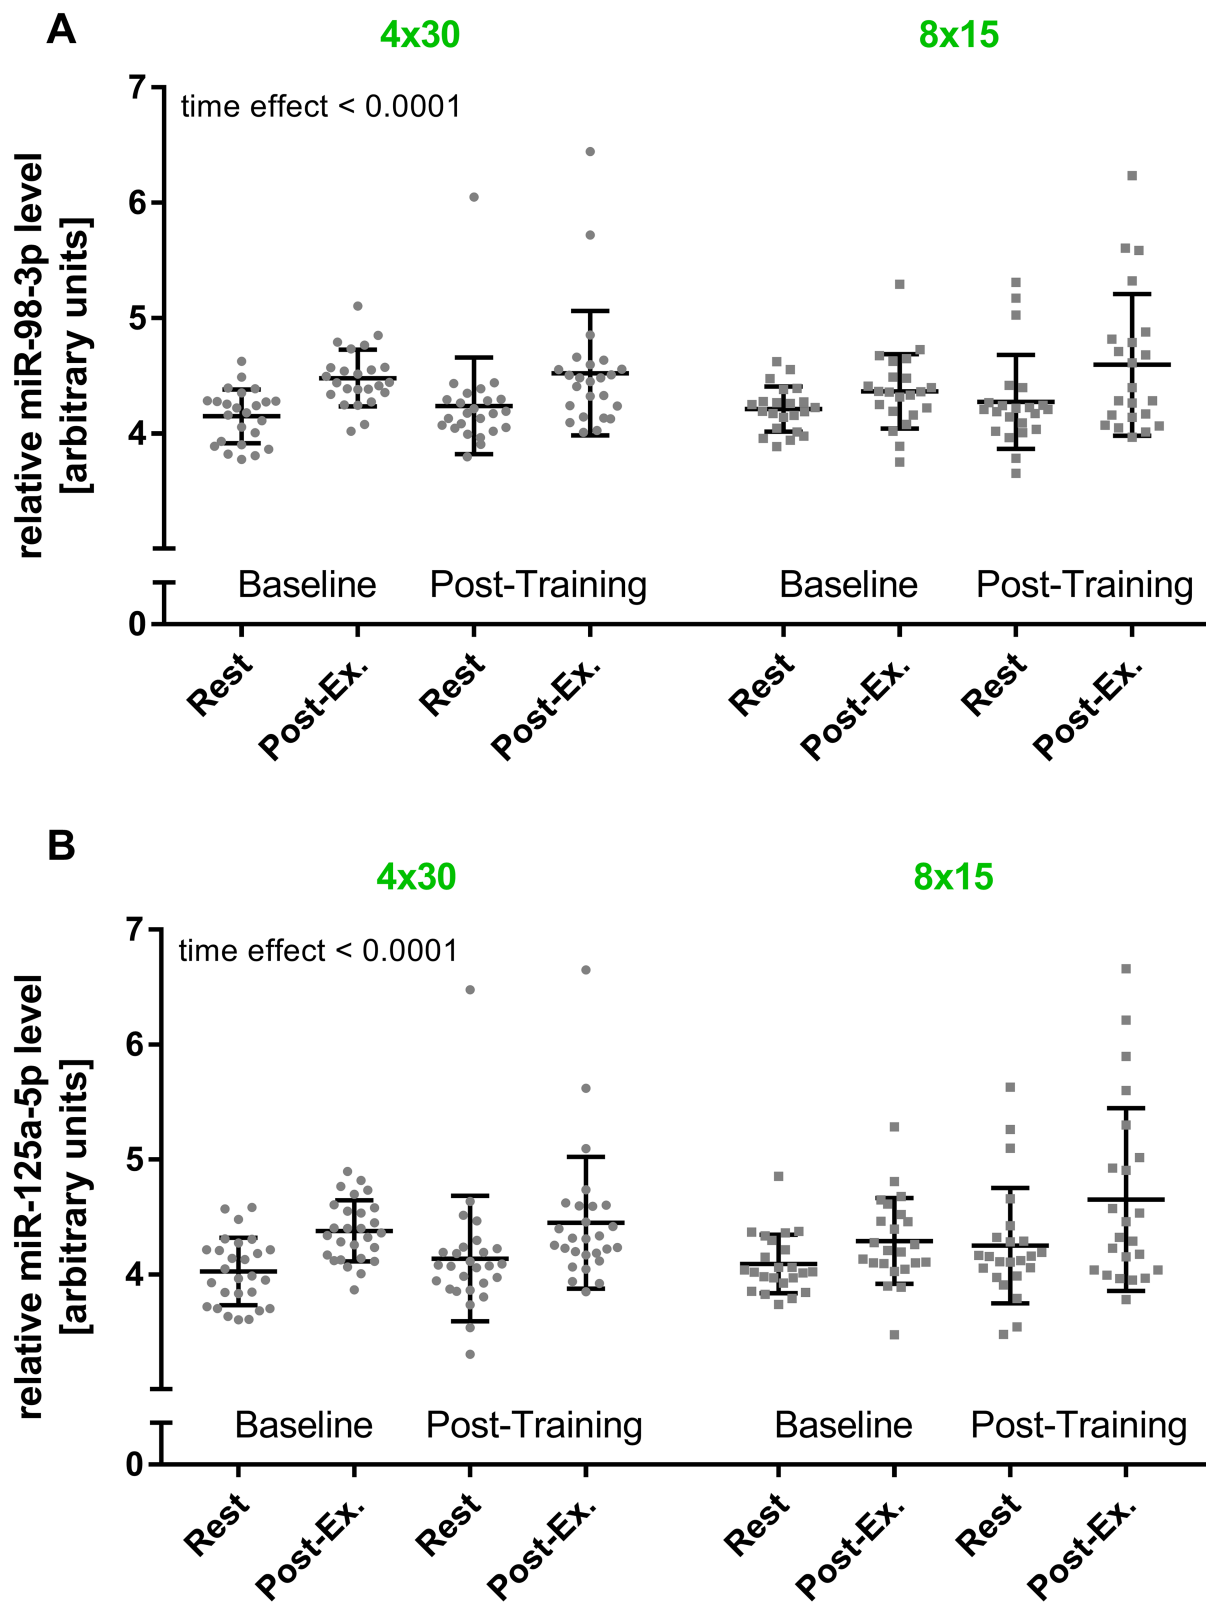 A
4x30 8x15
7
time effect < 0.0001
6
5
4
0
relative miR-98-3p level
[arbitrary units]
Baseline Post-Training Baseline Post-Training
Rest Post-Ex. Rest Post-Ex. Rest Post-Ex. Rest Post-Ex.
B
4x30 8x15
7
time effect < 0.0001
6
5
4
0
relative miR-125a-5p level
[arbitrary units]
Baseline Post-Training Baseline Post-Training
Rest Post-Ex. Rest Post-Ex. Rest Post-Ex. Rest Post-Ex.